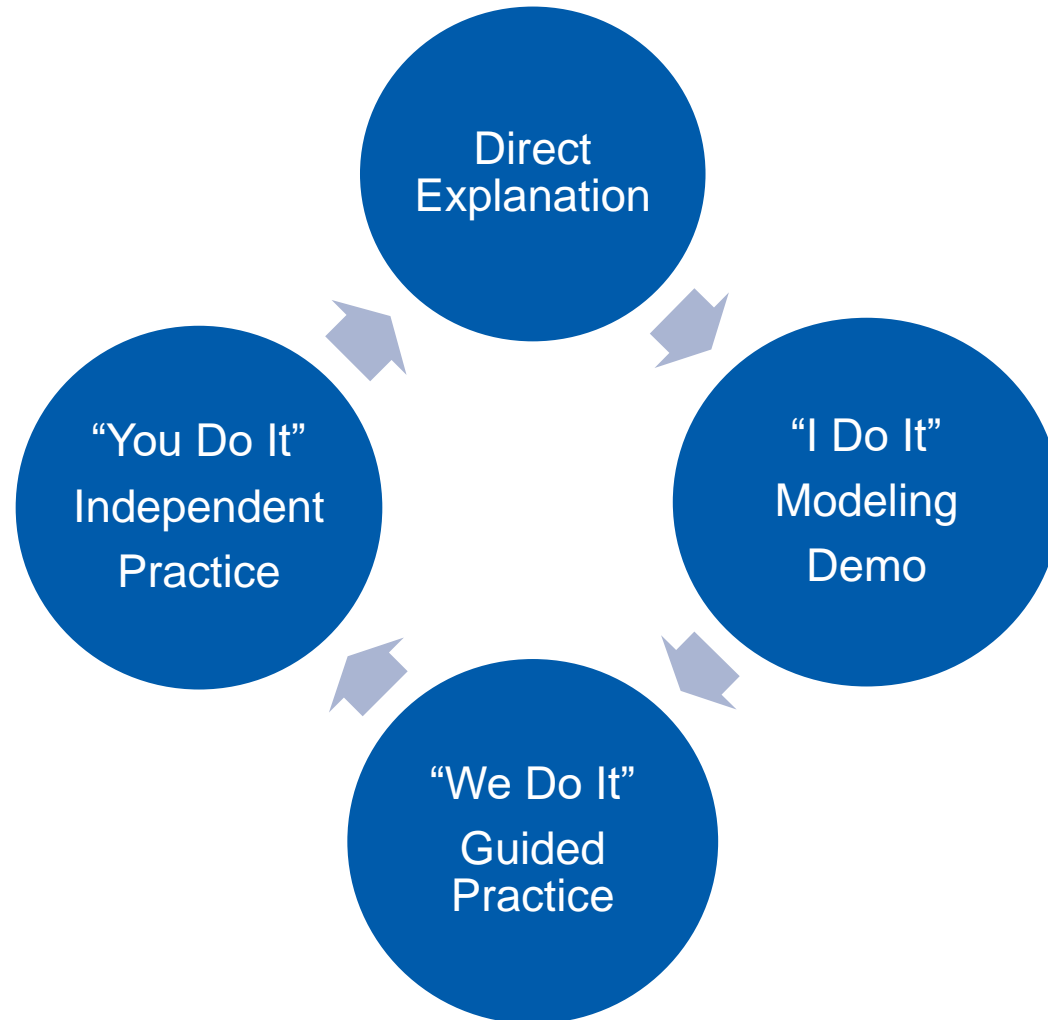 Direct
Explanation
“I Do It”
Modeling
Demo
“We Do It”
Guided
Practice
“You Do It”
Independent
Practice